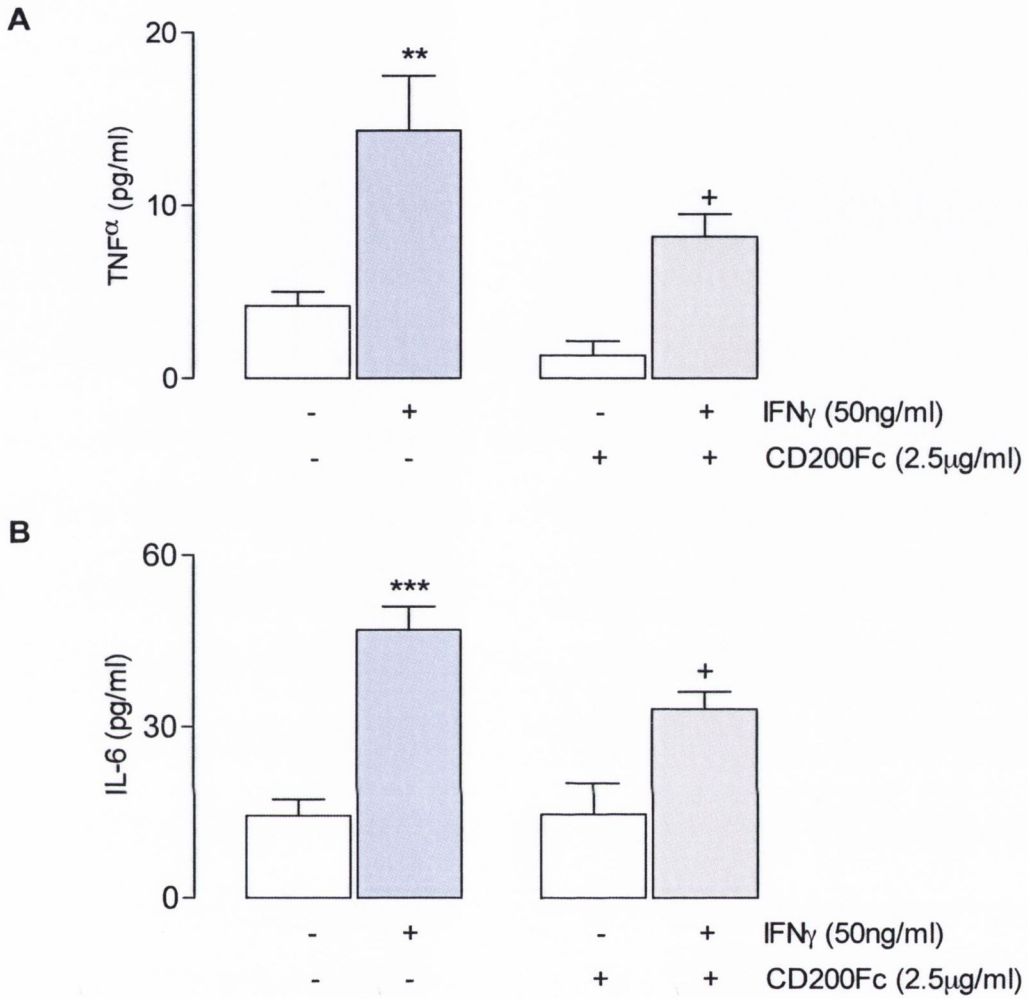 A
20
**
TNFα (pg/ml)
10
+
0
- + - + IFNγ (50ng/ml)
- - + + CD200Fc (2.5μg/ml)
B
60
***
IL-6 (pg/ml)
+
30
0
- + - + IFNγ (50ng/ml)
- - + + CD200Fc (2.5μg/ml)